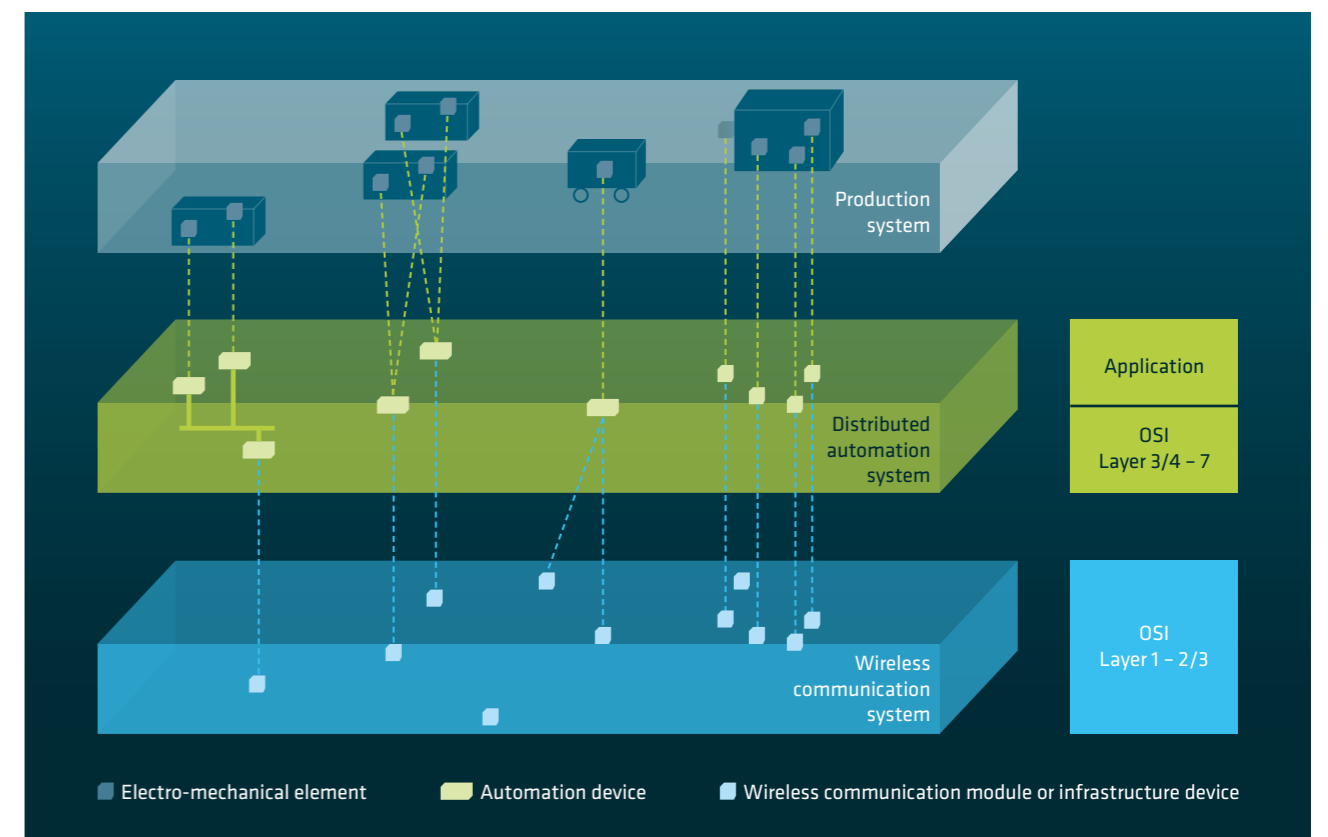 Production
system
Application
Distributed
automation
system
OSI
Layer 3/4 – 7
OSI
Layer 1 – 2/3
Wireless
communication
system
Electro-mechanical element
Automation device
Wireless communication module or infrastructure device